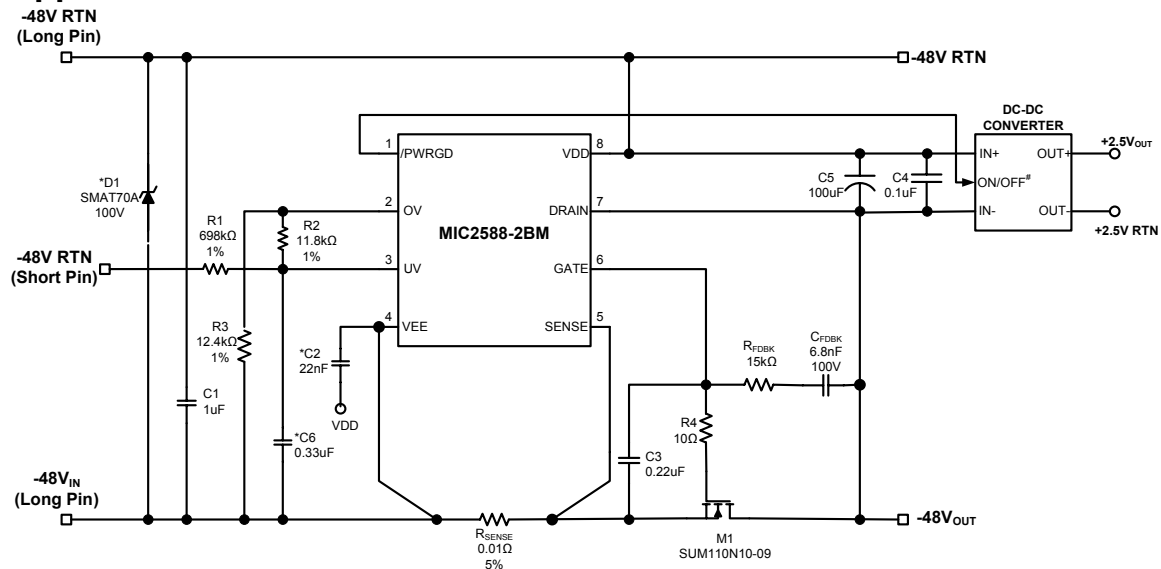 -48V RTN
(Long Pin)
-48V RTN
DC-DC
CONVERTER
1
/PWRGD
VDD
8
IN+
OUT+
+2.5VOUT
*D1
SMAT70A
100V
C5
100uF
C4
0.1uF
ON/OFF#
2
OV
DRAIN
7
IN-
OUT-
+2.5V RTN
R1
698kΩ
1%
R2
11.8kΩ
1%
MIC2588-2BM
-48V RTN
(Short Pin)
3
UV
GATE
6
R3
12.4kΩ
1%
4
VEE
SENSE
5
*C2
22nF
VDD
RFDBK
15kΩ
CFDBK
6.8nF
100V
C1
1uF
*C6
0.33uF
R4
10Ω
C3
0.22uF
-48VIN
(Long Pin)
RSENSE
0.01Ω
5%
M1
SUM110N10-09
-48VOUT